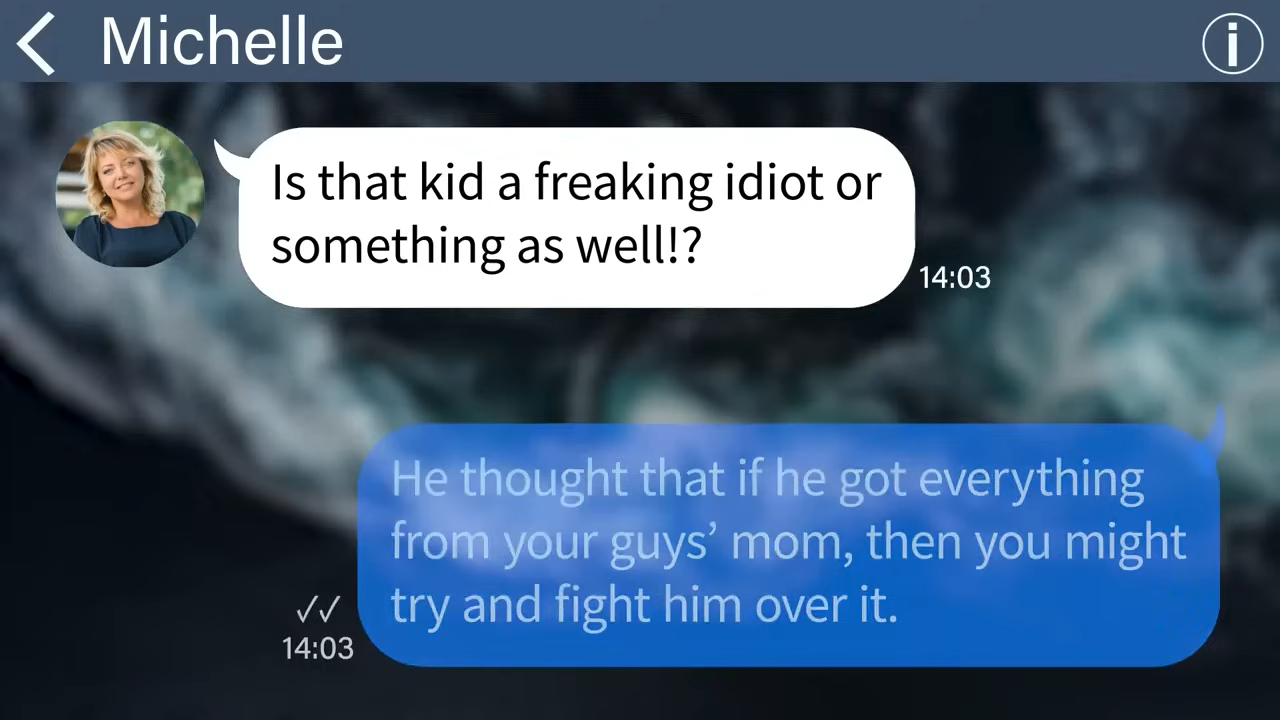 Michelle
Is that kid a freaking idiot or
something as well!?
14:03
He thought that if he got everything
from your guys’ mom, then you might
try and fight him over it.
14:03